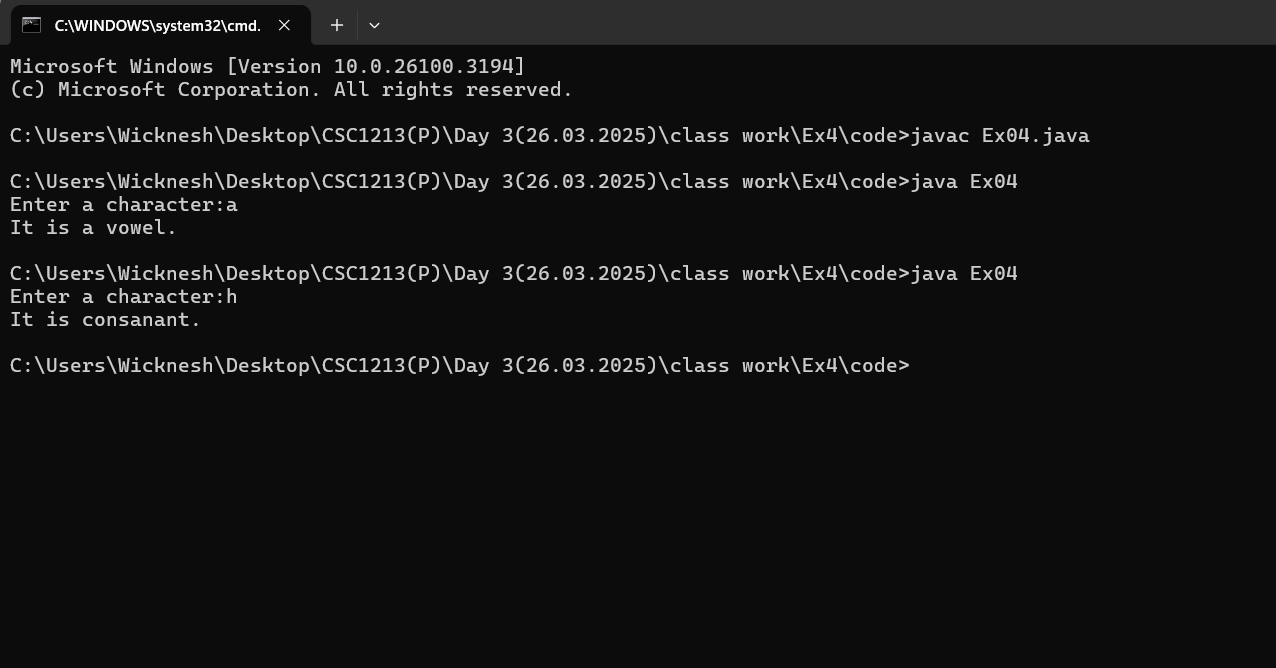 C:\WINDOWS\system32\cmd.
Microsoft Windows [Version 10.0.26100.3194]
(c) Microsoft Corporation. All rights reserved.
C:\Users\Wicknesh\Desktop\CSC1213(P)\Day 3(26.03.2025)\class work\Ex4\code>javac Ex04.java
C:\Users\Wicknesh\Desktop\CSC1213(P)\Day 3(26.03.2025)\class work\Ex4\code>java Ex04
Enter a character:a
It is a vowel.
C:\Users\Wicknesh\Desktop\CSC1213(P)\Day 3(26.03.2025)\class work\Ex4\code>java Ex04
Enter a character:h
It is consanant.
C:\Users\Wicknesh\Desktop\CSC1213(P)\Day 3(26.03.2025)\class work\Ex4\code>